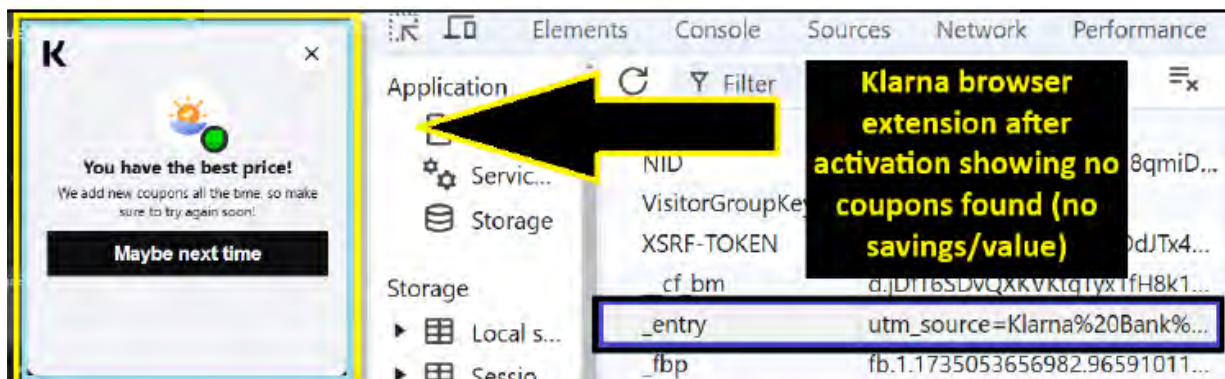 K
×
You have the best price!
We add new coupons all the time, so make
sure to try again soon!
Maybe next time
Elements Console Sources Network Performance
Application
Servic...
Storage
Storage
Local s...
Sessio
Filter
Klarna browser
extension after
activation showing no
coupons found (no
savings/value)
NID 8qmiD...
VisitorGroupKey
XSRF-TOKEN dJTx4...
_cf_bm
_entry utm_source=Klarna%20Bank%...
_fbp fb.1.1735053656982.96591011...